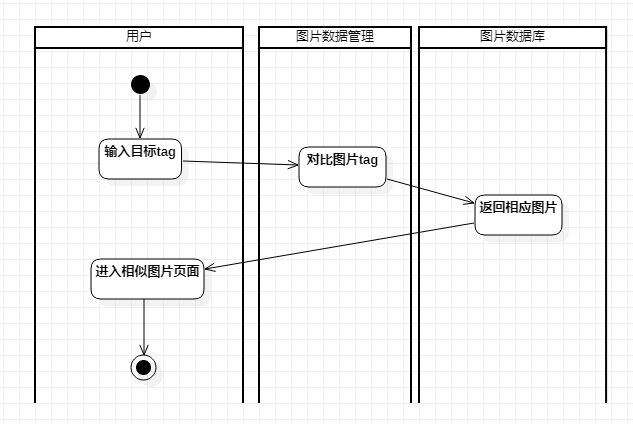 用户
图片数据管理
图片数据库
输入目标tag
对比图片tag
返回相应图片
进入相似图片页面